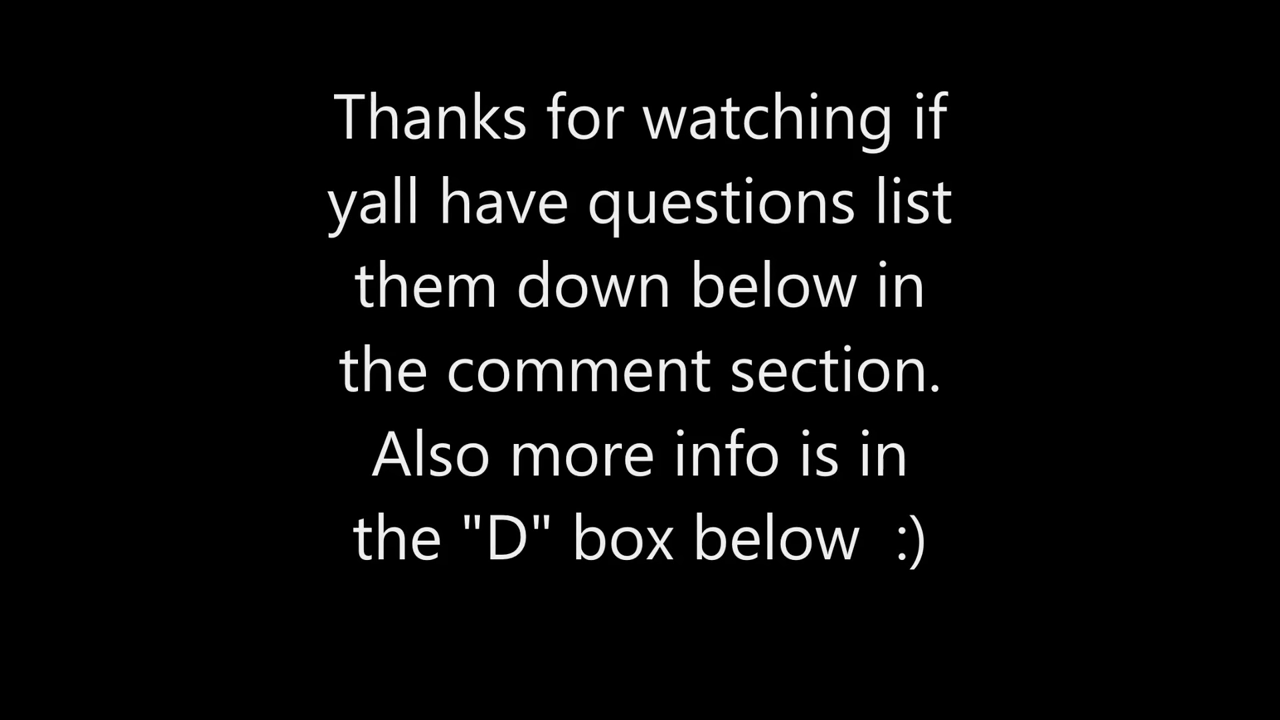 Thanks for watching if
yall have questions list
them down below in
the comment section.
Also more info is in
the "D" box below  :)